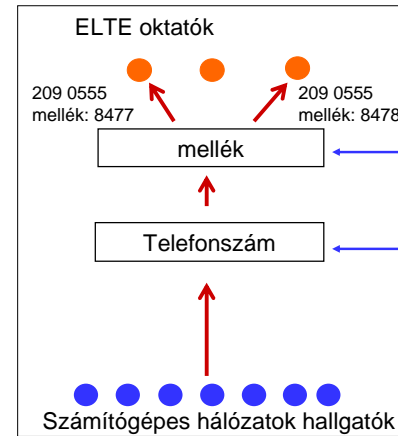 ELTE oktatók
209 0555
mellék: 8477
209 0555
mellék: 8478
mellék
Telefonszám
Számítógépes hálózatok hallgatók